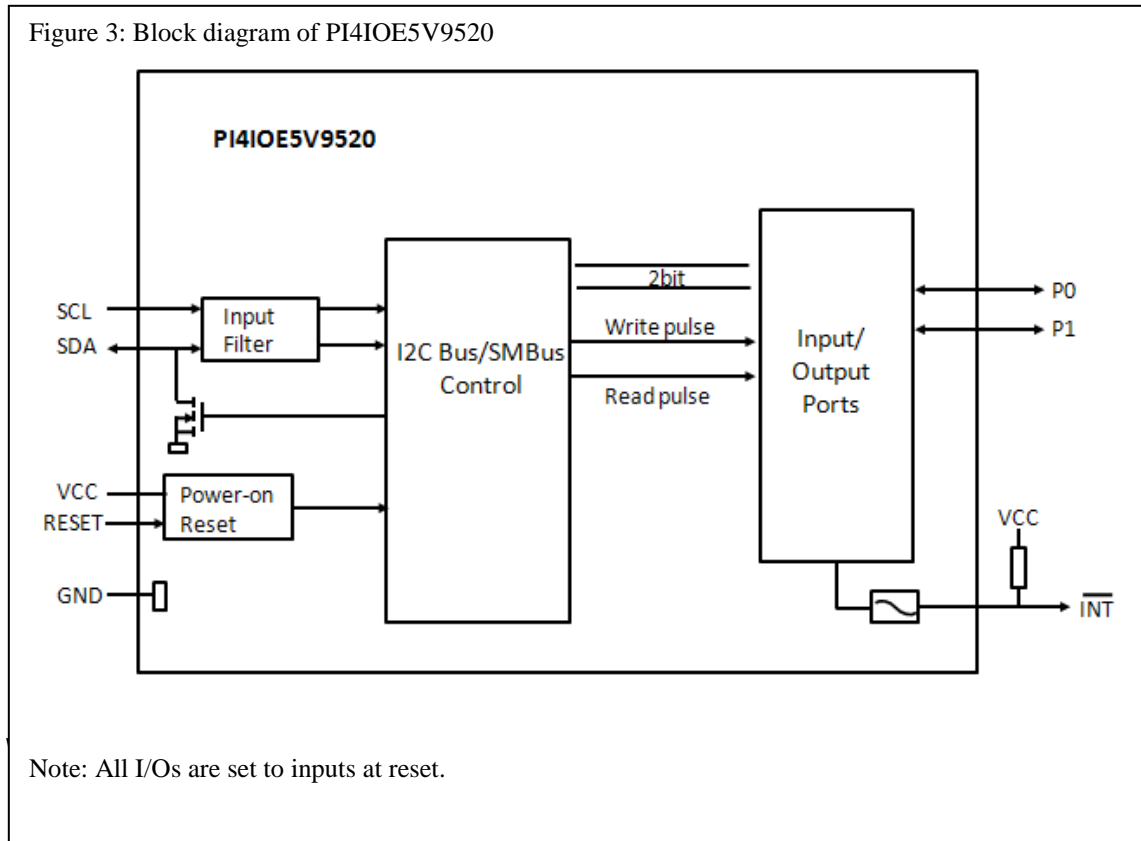 Figure 3: Block diagram of PI4IOE5V9520
PI4IOE5V9520
SCL
SDA
Input
Filter
I2C Bus/SMBus
Control
2bit
Write pulse
Read pulse
Input/
Output
Ports
P0
P1
VCC
RESET
Power-on
Reset
GND
VCC
INT
Note: All I/Os are set to inputs at reset.